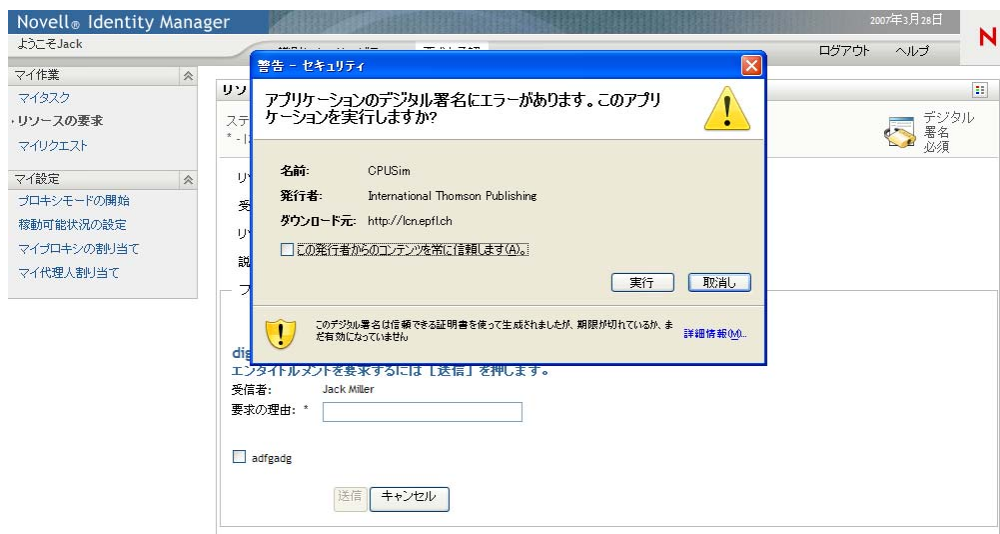 Novell® Identity Manager
2007年3月28日
ようこそJack
ログアウト ヘルプ
N
マイ作業
マイタスク
リソースの要求
マイリクエスト
マイ設定
プロキシモードの開始
稼動可能状況の設定
マイプロキシの割り当て
マイ代理人割り当て
デジタル
署名
必須
警告 - セキュリティ
アプリケーションのデジタル署名にエラーがあります。このアプリ
ケーションを実行しますか?
名前: CPUSim
発行者: International Thomson Publishing
ダウンロード元: http://lcn.epfl.ch
この発行者からのコンテンツを常に信頼します(A)。
実行 取消し
このデジタル署名は信頼できる証明書を使って生成されましたが、期限が切れているか、ま
だ有効になっていません
詳細情報(M)...
エンタイトルメントを要求するには [送信] を押します。
受信者: Jack Miller
要求の理由: *
adfgadg
送信 キャンセル